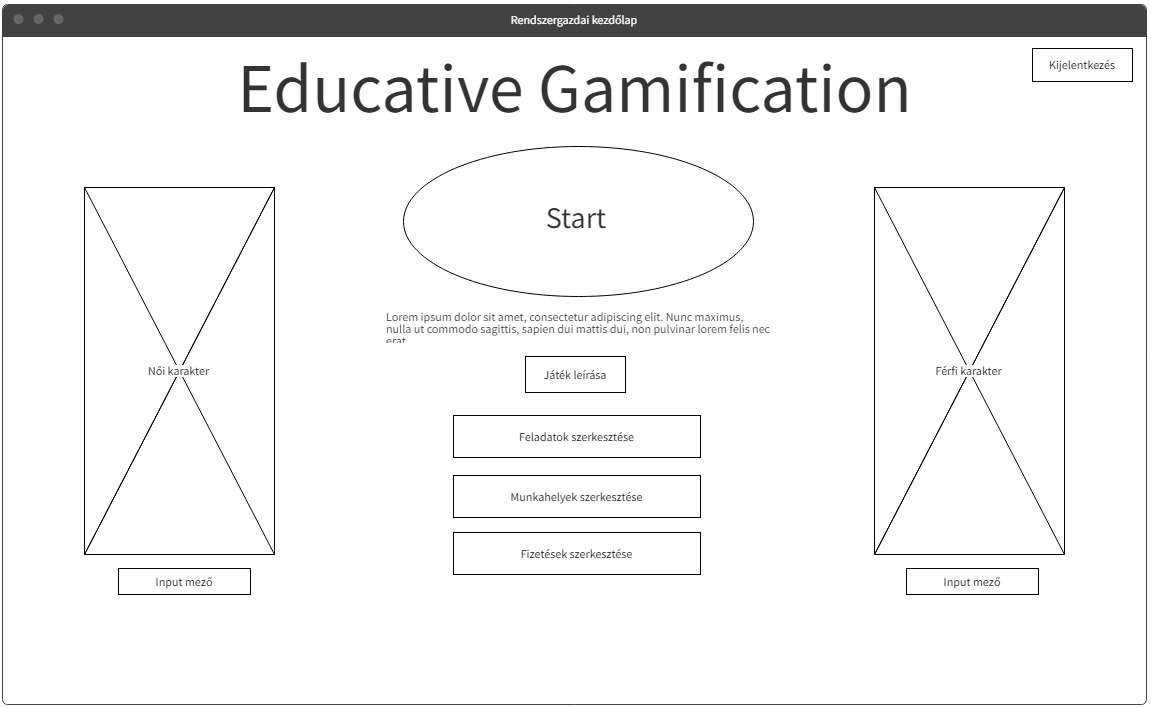 Rendszergazdai kezdőlap
Kijelentkezés
Educative Gamification
Start
Lorem ipsum dolor sit amet, consectetur adipiscing elit. Nunc maximus,
nulla ut commodo sagittis, sapien dui mattis dui, non pulvinar lorem felis nec
erat
Női karakter
Játék leírása
Férfi karakter
Feladatok szerkesztése
Munkahelyek szerkesztése
Fizetések szerkesztése
Input mező
Input mező